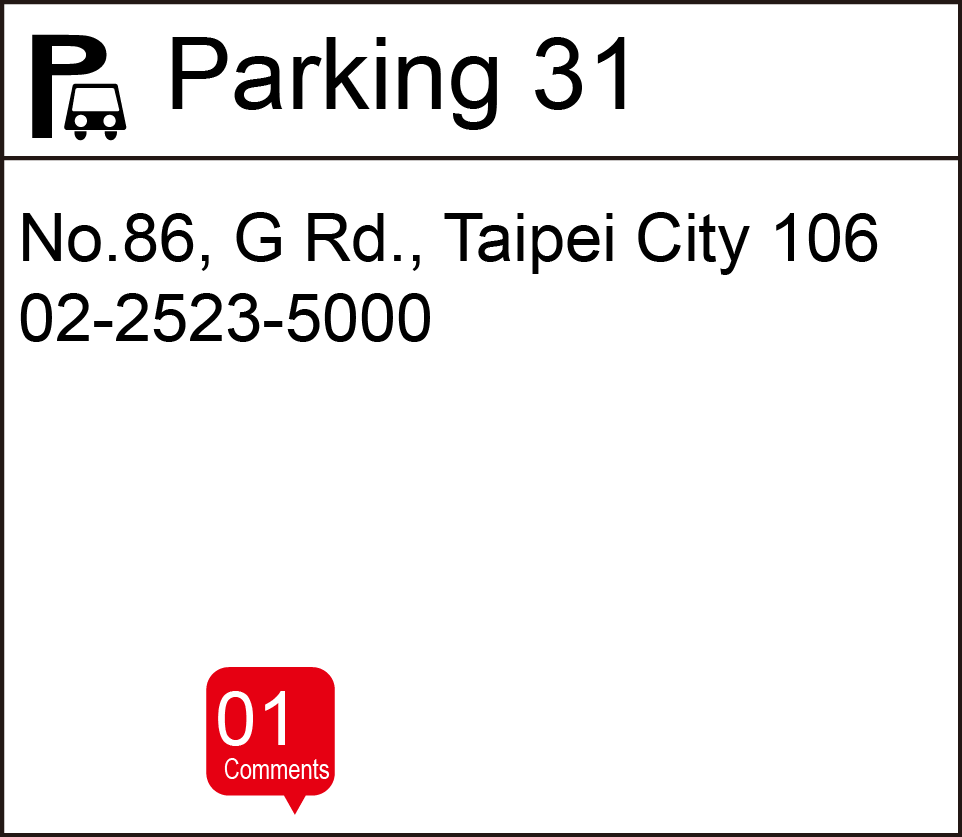 P
Parking 31
No.86, G Rd., Taipei City 106
02-2523-5000
01
Comments